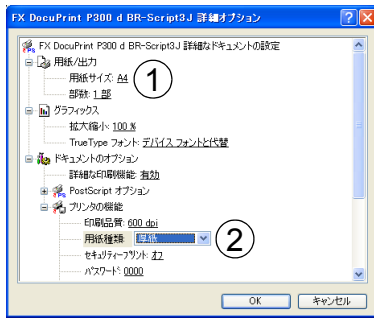 FX DocuPrint P300 d BR-Script3J 詳細オプション
FX DocuPrint P300 d BR-Script3J 詳細なドキュメントの設定
用紙/出力
用紙サイズ: A4
部数: 1 部
1
グラフィックス
拡大縮小: 100 %
TrueType フォント: デバイス フォントと代替
ドキュメントのオプション
詳細な印刷機能: 有効
PostScript オプション
プリンタの機能
印刷品質: 600 dpi
用紙種類 厚紙
2
セキュリティープリント: オフ
パスワード: 0000
OK キャンセル